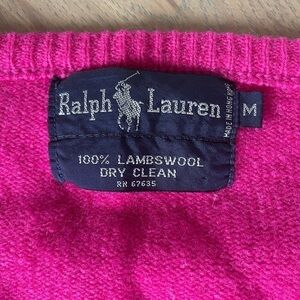 Ralph Lauren
MADE IN HONG KONG
M
100% LAMBSWOOL
DRY CLEAN
RN 67635